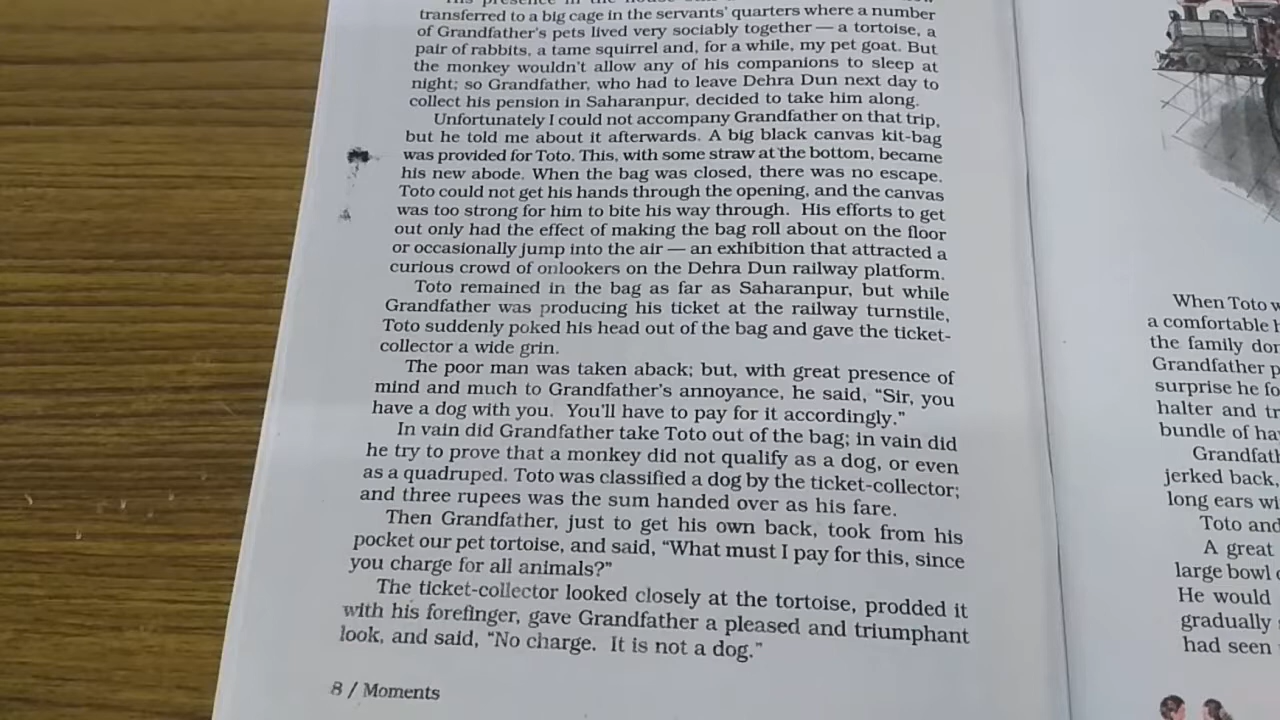 transferred to a big cage in the servants' quarters where a number
of Grandfather's pets lived very sociably together — a tortoise, a
pair of rabbits, a tame squirrel and, for a while, my pet goat. But
the monkey wouldn't allow any of his companions to sleep at
night; so Grandfather, who had to leave Dehra Dun next day to
collect his pension in Saharanpur, decided to take him along.
Unfortunately I could not accompany Grandfather on that trip,
but he told me about it afterwards. A big black canvas kit-bag
was provided for Toto. This, with some straw at the bottom, became
his new abode. When the bag was closed, there was no escape.
Toto could not get his hands through the opening, and the canvas
was too strong for him to bite his way through. His efforts to get
out only had the effect of making the bag roll about on the floor
or occasionally jump into the air — an exhibition that attracted a
curious crowd of onlookers on the Dehra Dun railway platform.
Toto remained in the bag as far as Saharanpur, but while
Grandfather was producing his ticket at the railway turnstile,
Toto suddenly poked his head out of the bag and gave the ticket-
collector a wide grin.
The poor man was taken aback; but, with great presence of
mind and much to Grandfather's annoyance, he said, "Sir, you
have a dog with you. You'll have to pay for it accordingly."
In vain did Grandfather take Toto out of the bag; in vain did
he try to prove that a monkey did not qualify as a dog, or even
as a quadruped. Toto was classified a dog by the ticket-collector;
and three rupees was the sum handed over as his fare.
Then Grandfather, just to get his own back, took from his
pocket our pet tortoise, and said, "What must I pay for this, since
you charge for all animals?"
The ticket-collector looked closely at the tortoise, prodded it
with his forefinger, gave Grandfather a pleased and triumphant
look, and said, "No charge. It is not a dog."
8 / Moments
When Toto
a comfortable
the family
Grandfather
surprise he
halter and
bundle of
jerked back,
long ears
Toto and
A great
large bowl
He would
gradually
had seen